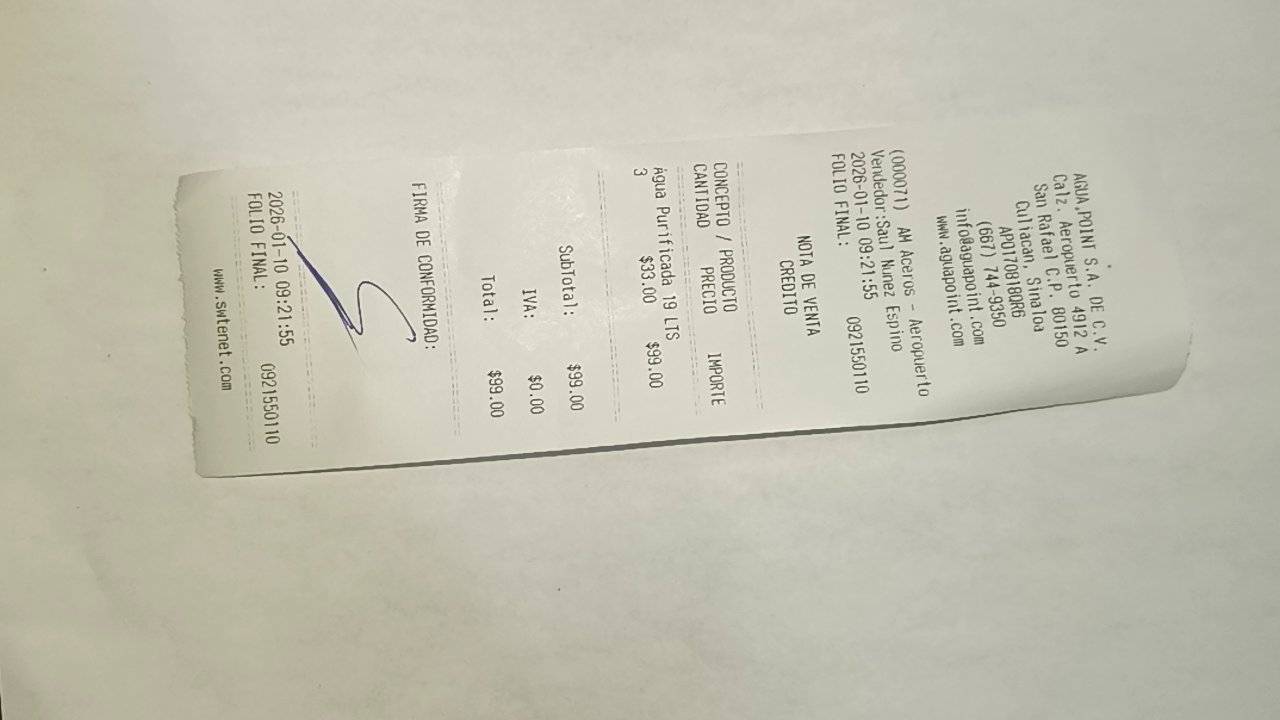 AGUA,POINT S.A. DE C.V.
Calz. Aeropuerto 4912 A
San Rafael C.P. 80150
Culiacan, Sinaloa
APO1708180R6
(667) 744-9350
info@aguapoint.com
www.aguapoint.com
(000071) AM Aceros - Aeropuerto
Vendedor:Saul Nunez Espino
2026-01-10 09:21:55 0921550110
FOLIO FINAL:
NOTA DE VENTA
CREDITO
CONCEPTO / PRODUCTO
CANTIDAD PRECIO IMPORTE
Agua Purificada 19 LTS
3 $33.00 $99.00
SubTotal: $99.00
IVA: $0.00
Total: $99.00
FIRMA DE CONFORMIDAD:
2026-01-10 09:21:55
FOLIO FINAL: 0921550110
www.swtenet.com